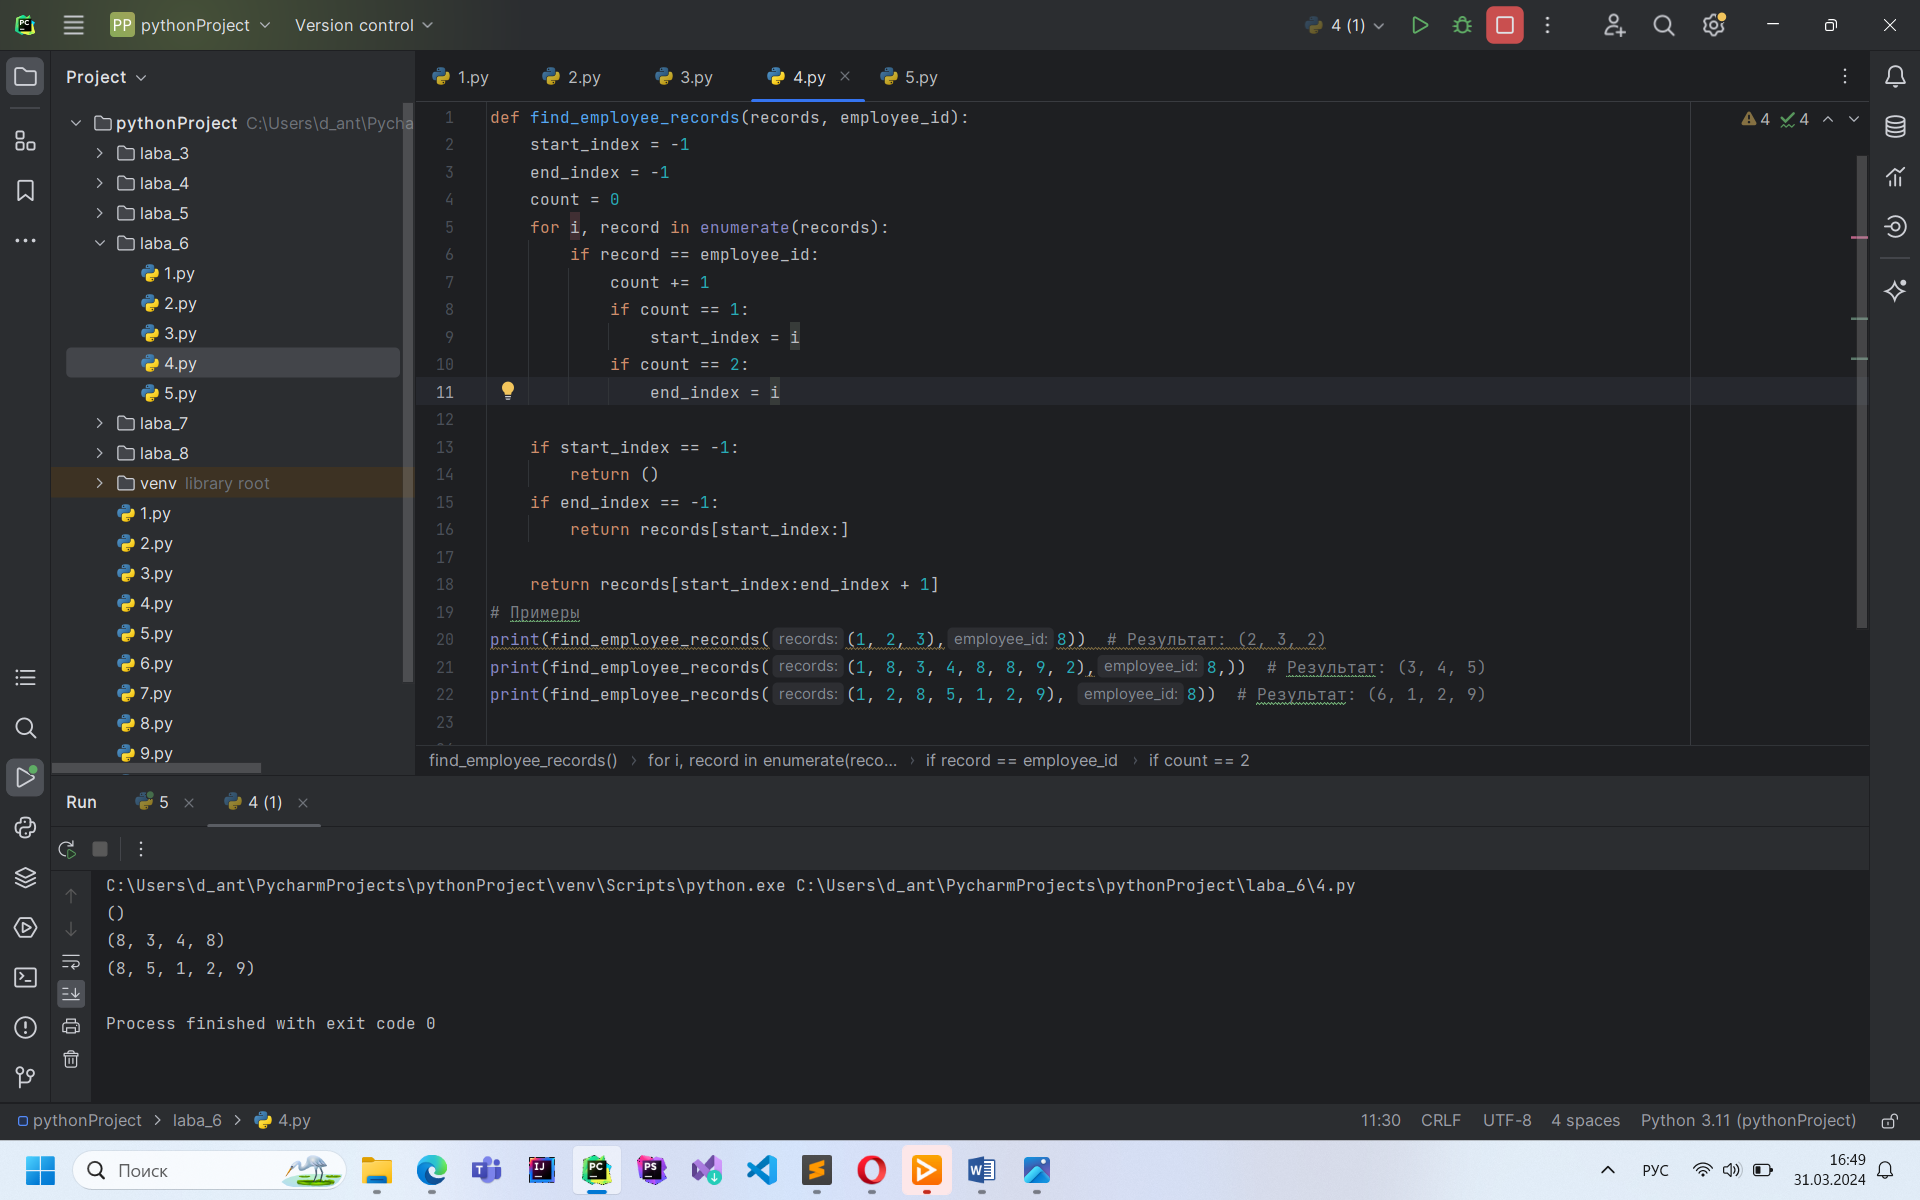 PP pythonProject Version control 4 (1)
Project
1.py 2.py 3.py 4.py 5.py
pythonProject C:\Users\d_ant\Pycha
laba_3
laba_4
laba_5
laba_6
1.py
2.py
3.py
4.py
5.py
laba_7
laba_8
venv library root
1.py
2.py
3.py
4.py
5.py
6.py
7.py
8.py
9.py
4 4
1 def find_employee_records(records, employee_id):
2 start_index = -1
3 end_index = -1
4 count = 0
5 for i, record in enumerate(records):
6 if record == employee_id:
7 count += 1
8 if count == 1:
9 start_index = i
10 if count == 2:
11 end_index = i
12
13 if start_index == -1:
14 return ()
15 if end_index == -1:
16 return records[start_index:]
17
18 return records[start_index:end_index + 1]
19 # Примеры
20 print(find_employee_records( records: (1, 2, 3), employee_id: 8)) # Результат: (2, 3, 2)
21 print(find_employee_records( records: (1, 8, 3, 4, 8, 8, 9, 2), employee_id: 8,)) # Результат: (3, 4, 5)
22 print(find_employee_records( records: (1, 2, 8, 5, 1, 2, 9), employee_id: 8)) # Результат: (6, 1, 2, 9)
23
find_employee_records() for i, record in enumerate(reco... if record == employee_id if count == 2
Run 5 4 (1)
C:\Users\d_ant\PycharmProjects\pythonProject\venv\Scripts\python.exe C:\Users\d_ant\PycharmProjects\pythonProject\laba_6\4.py
()
(8, 3, 4, 8)
(8, 5, 1, 2, 9)
Process finished with exit code 0
pythonProject laba_6 4.py 11:30 CRLF UTF-8 4 spaces Python 3.11 (pythonProject)
Поиск
РУС
16:49
31.03.2024